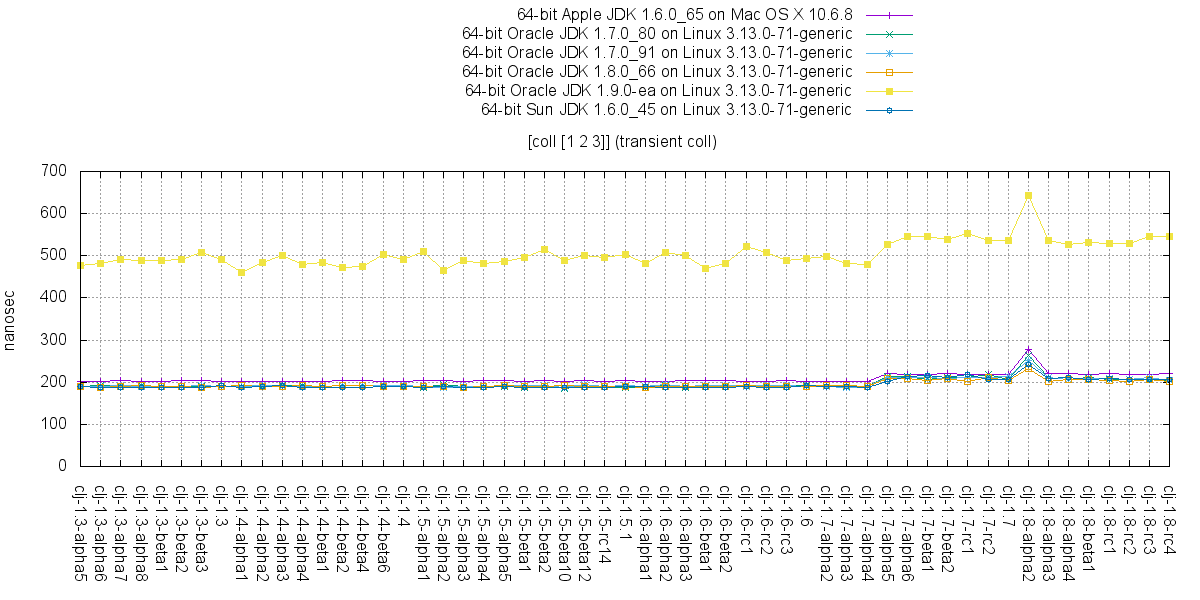 64-bit Apple JDK 1.6.0_65 on Mac OS X 10.6.8
64-bit Oracle JDK 1.7.0_80 on Linux 3.13.0-71-generic
64-bit Oracle JDK 1.7.0_91 on Linux 3.13.0-71-generic
64-bit Oracle JDK 1.8.0_66 on Linux 3.13.0-71-generic
64-bit Oracle JDK 1.9.0-ea on Linux 3.13.0-71-generic
64-bit Sun JDK 1.6.0_45 on Linux 3.13.0-71-generic
[coll [1 2 3]] (transient coll)
700
600
500
400
300
200
100
0
nanosec
clj-1.3-alpha5
clj-1.3-alpha6
clj-1.3-alpha7
clj-1.3-alpha8
clj-1.3-beta1
clj-1.3-beta2
clj-1.3-beta3
clj-1.3
clj-1.4-alpha1
clj-1.4-alpha2
clj-1.4-alpha3
clj-1.4-alpha4
clj-1.4-beta1
clj-1.4-beta2
clj-1.4-beta4
clj-1.4-beta6
clj-1.4
clj-1.5-alpha1
clj-1.5-alpha2
clj-1.5-alpha3
clj-1.5-alpha4
clj-1.5-alpha5
clj-1.5-beta1
clj-1.5-beta2
clj-1.5-beta10
clj-1.5-beta12
clj-1.5-rc14
clj-1.5.1
clj-1.6-alpha1
clj-1.6-alpha2
clj-1.6-alpha3
clj-1.6-beta1
clj-1.6-beta2
clj-1.6-rc1
clj-1.6-rc2
clj-1.6-rc3
clj-1.6
clj-1.7-alpha2
clj-1.7-alpha3
clj-1.7-alpha4
clj-1.7-alpha5
clj-1.7-alpha6
clj-1.7-beta1
clj-1.7-beta2
clj-1.7-rc1
clj-1.7-rc2
clj-1.7
clj-1.8-alpha2
clj-1.8-alpha3
clj-1.8-alpha4
clj-1.8-beta1
clj-1.8-rc1
clj-1.8-rc2
clj-1.8-rc3
clj-1.8-rc4